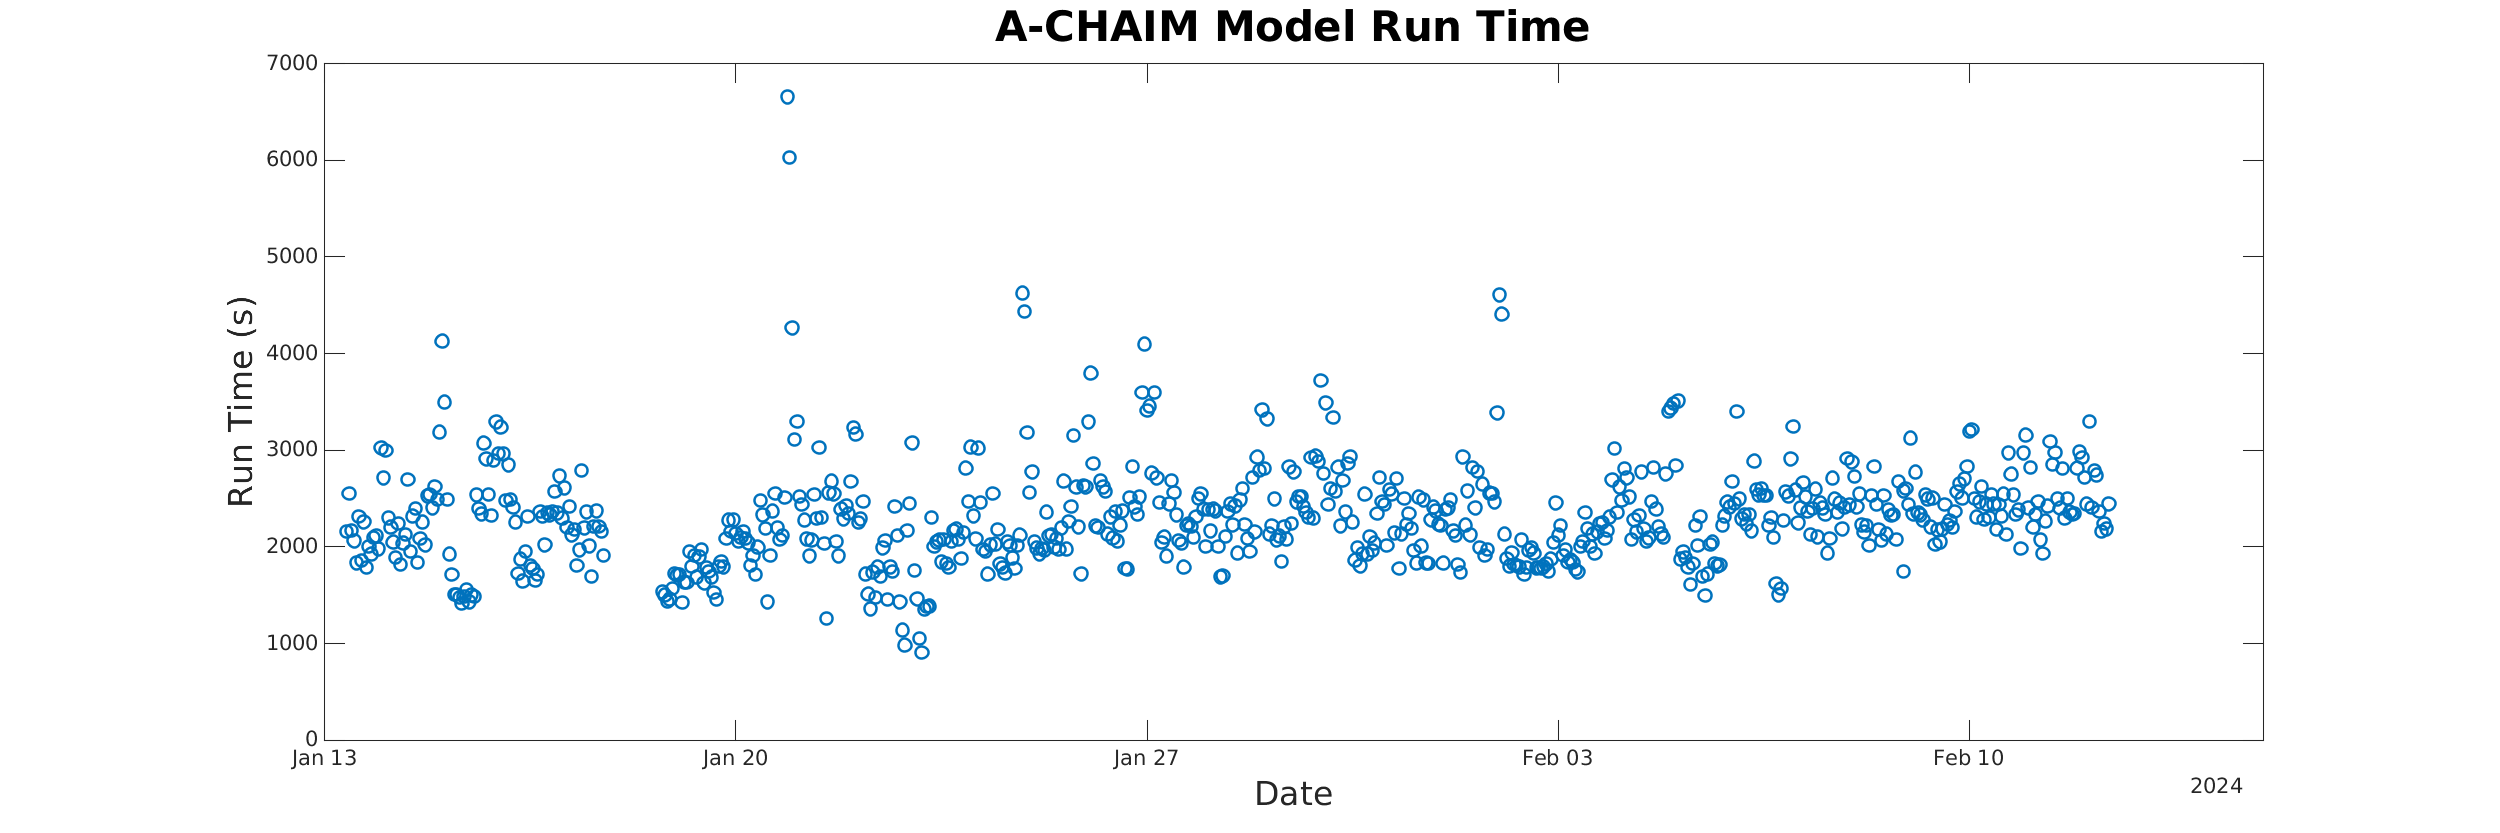 A-CHAIM Model Run Time
7000
6000
5000
4000
3000
2000
1000
0
Run Time (s)
Jan 13 Jan 20 Jan 27 Feb 03 Feb 10
2024
Date